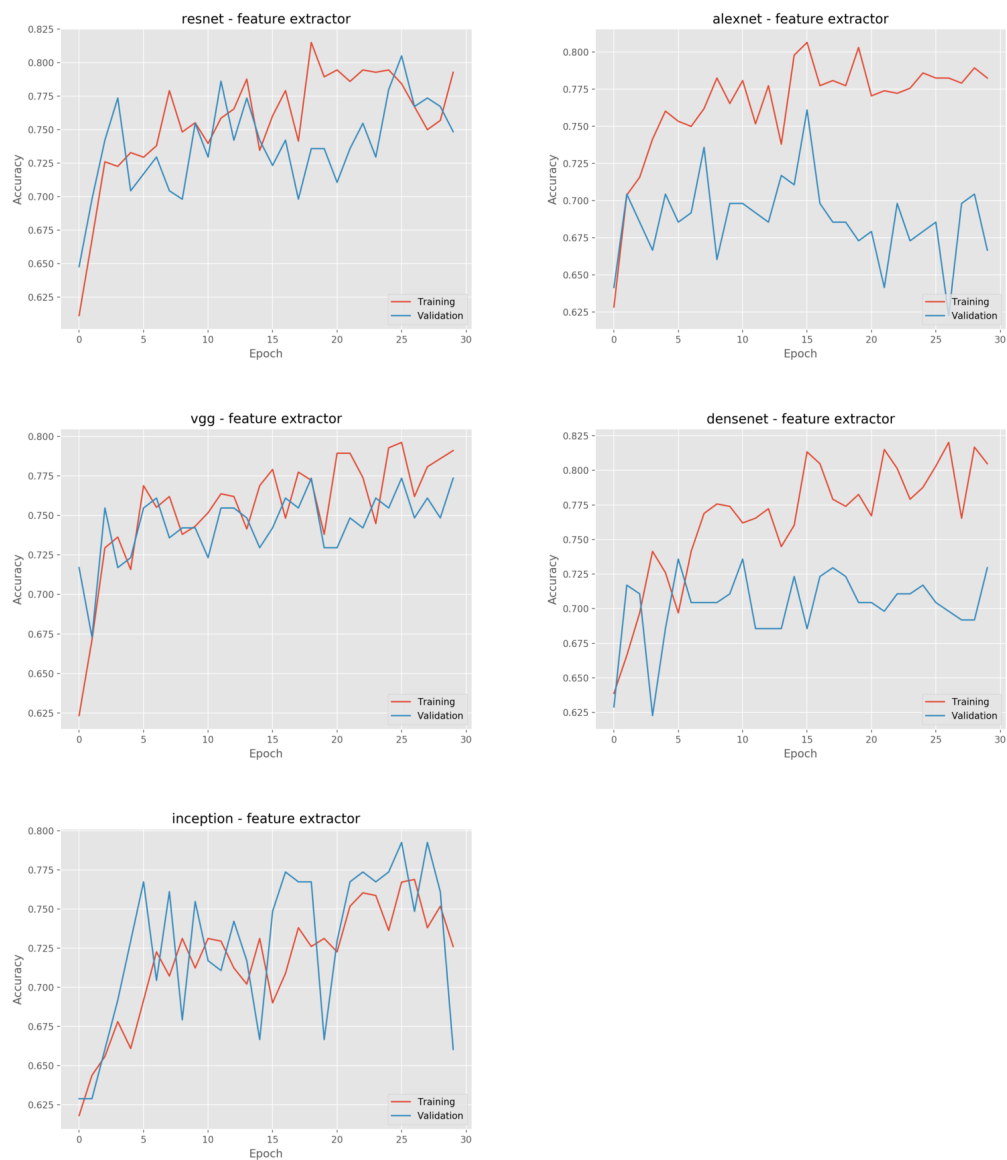 resnet - feature extractor
0.825
0.800
0.775
0.750
0.725
0.700
0.675
0.650
0.625
Accuracy
0 5 10 15 20 25 30
Epoch
Training
Validation
alexnet - feature extractor
0.800
0.775
0.750
0.725
0.700
0.675
0.650
0.625
Accuracy
0 5 10 15 20 25 30
Epoch
Training
Validation
vgg - feature extractor
0.800
0.775
0.750
0.725
0.700
0.675
0.650
0.625
Accuracy
0 5 10 15 20 25 30
Epoch
Training
Validation
densenet - feature extractor
0.825
0.800
0.775
0.750
0.725
0.700
0.675
0.650
0.625
Accuracy
0 5 10 15 20 25 30
Epoch
Training
Validation
inception - feature extractor
0.800
0.775
0.750
0.725
0.700
0.675
0.650
0.625
Accuracy
0 5 10 15 20 25 30
Epoch
Training
Validation